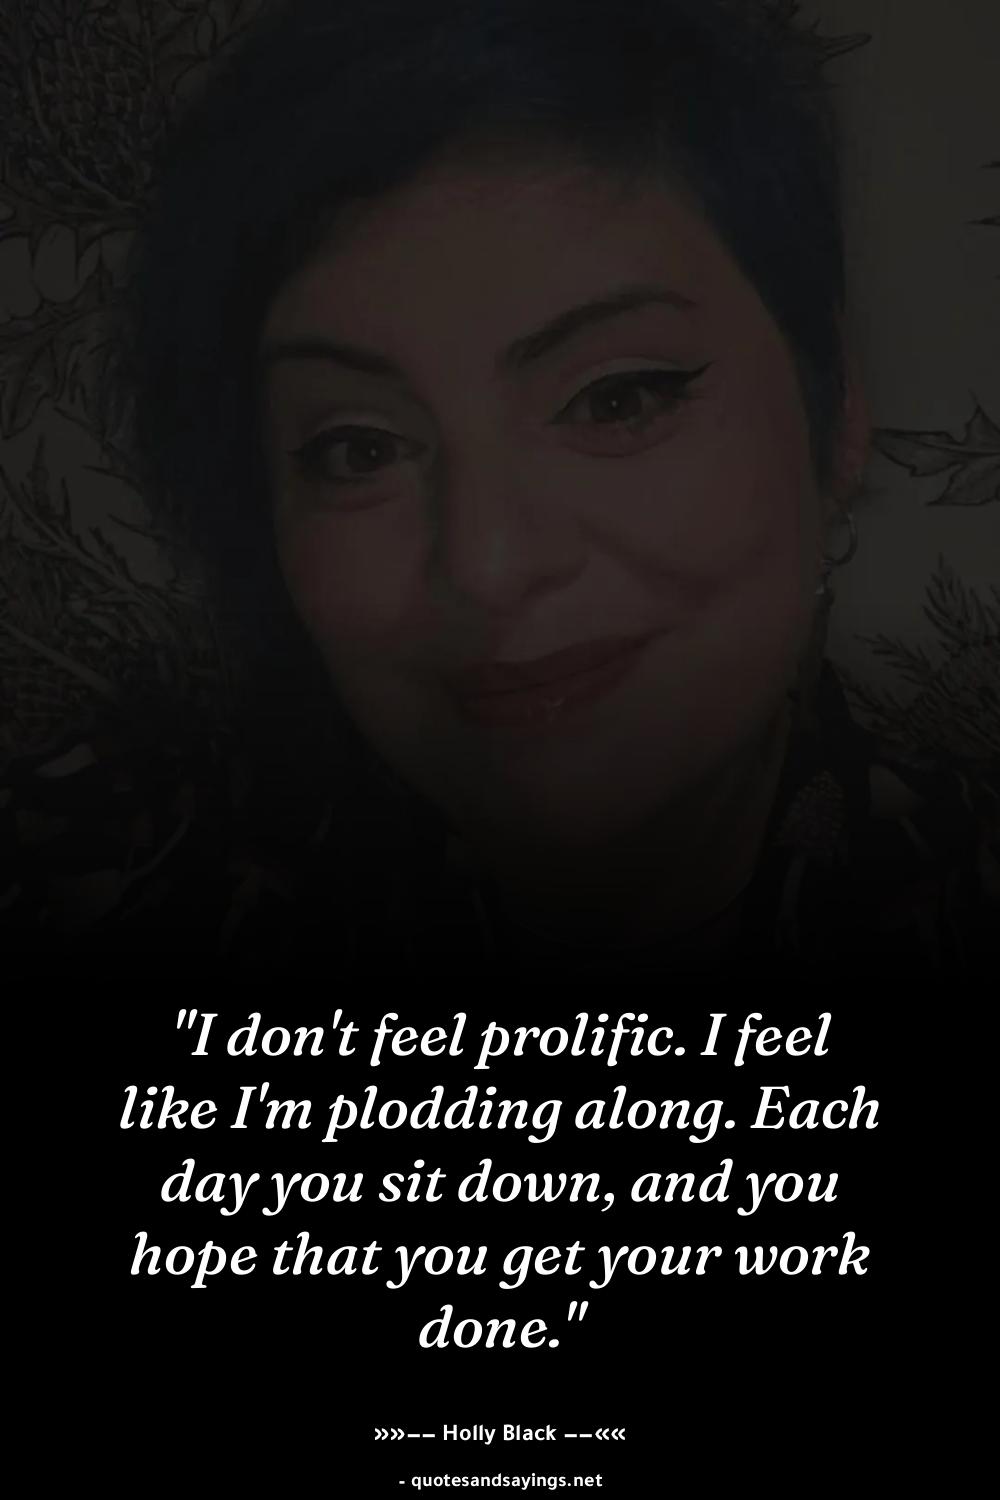 "I don't feel prolific. I feel
like I'm plodding along. Each
day you sit down, and you
hope that you get your work
done."
»»−− Holly Black −−««
- quotesandsayings.net